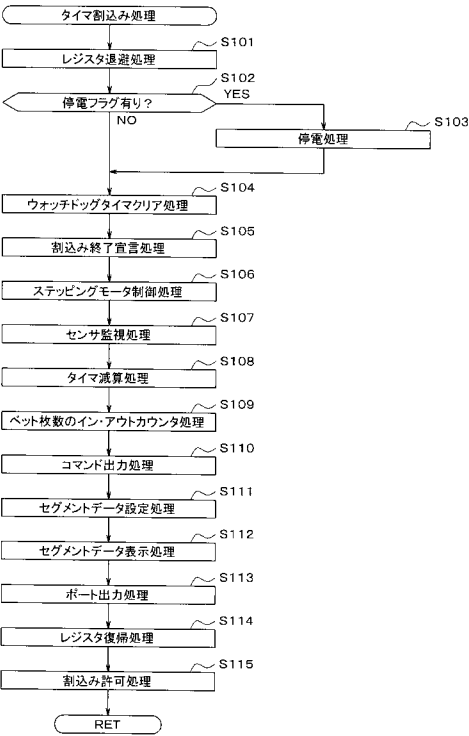 タイマ割込み処理
S101
レジスタ退避処理
S102
停電フラグ有り？
YES
NO
S103
停電処理
S104
ウォッチドッグタイマクリア処理
S105
割込み終了宣言処理
S106
ステッピングモータ制御処理
S107
センサ監視処理
S108
タイマ減算処理
S109
ベット枚数のイン・アウトカウンタ処理
S110
コマンド出力処理
S111
セグメントデータ設定処理
S112
セグメントデータ表示処理
S113
ポート出力処理
S114
レジスタ復帰処理
S115
割込み許可処理
RET